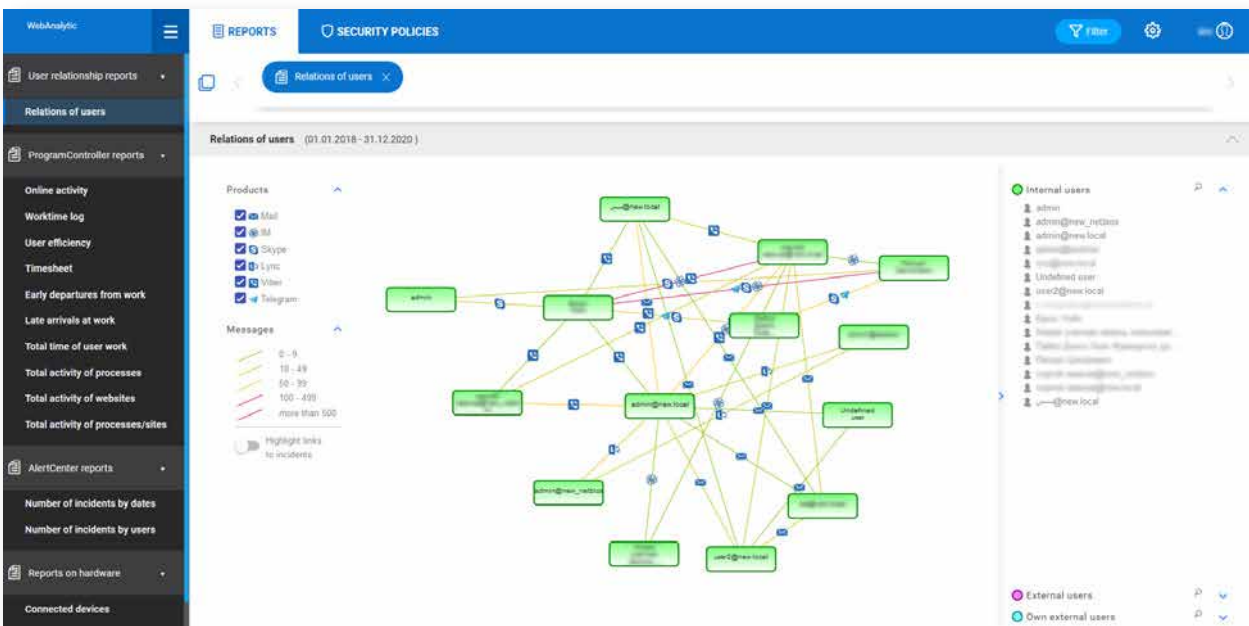 WebAnalytic
REPORTS
SECURITY POLICIES
Filter
User relationship reports
Relations of users
ProgramController reports
Online activity
Worktime log
User efficiency
Timesheet
Early departures from work
Late arrivals at work
Total time of user work
Total activity of processes
Total activity of websites
Total activity of processes/sites
AlertCenter reports
Number of incidents by dates
Number of incidents by users
Reports on hardware
Connected devices
Relations of users
Relations of users (01.01.2018 - 31.12.2020 )
Products
Mail
IM
Skype
Lync
Viber
Telegram
Messages
0 - 9
10 - 49
50 - 99
100 - 499
more than 500
Highlight links
to incidents
@new.local
admin
admin@new.local
Undefined
user
admin@new_netbios
user2@new.local
Internal users
admin
admin@new_netbios
admin@new.local
Undefined user
user2@new.local
@new.local
External users
Own external users